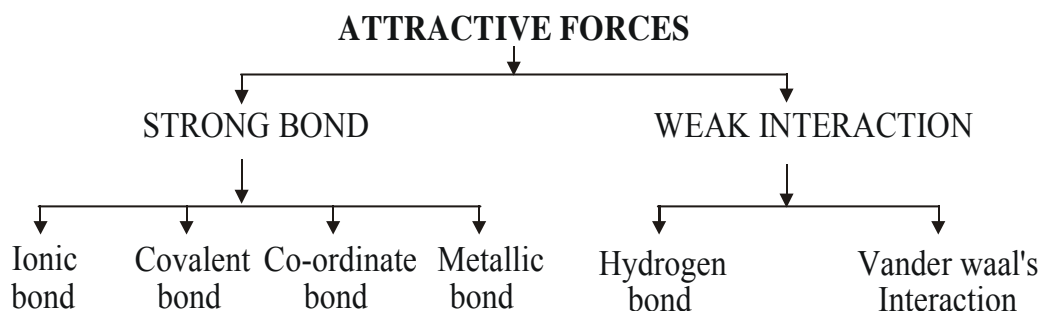 ATTRACTIVE FORCES
STRONG BOND
WEAK INTERACTION
Ionic
bond
Covalent
bond
Co-ordinate
bond
Metallic
bond
Hydrogen
bond
Vander waal's
Interaction